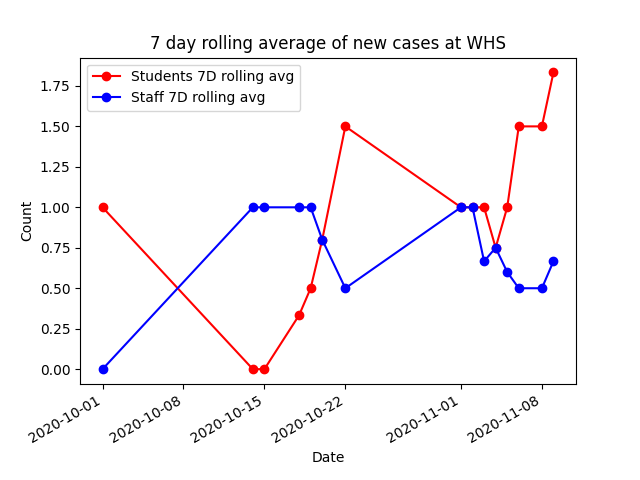 7 day rolling average of new cases at WHS
Students 7D rolling avg
Staff 7D rolling avg
1.75
1.50
1.25
1.00
0.75
0.50
0.25
0.00
Count
2020-10-01
2020-10-08
2020-10-15
2020-10-22
2020-11-01
2020-11-08
Date